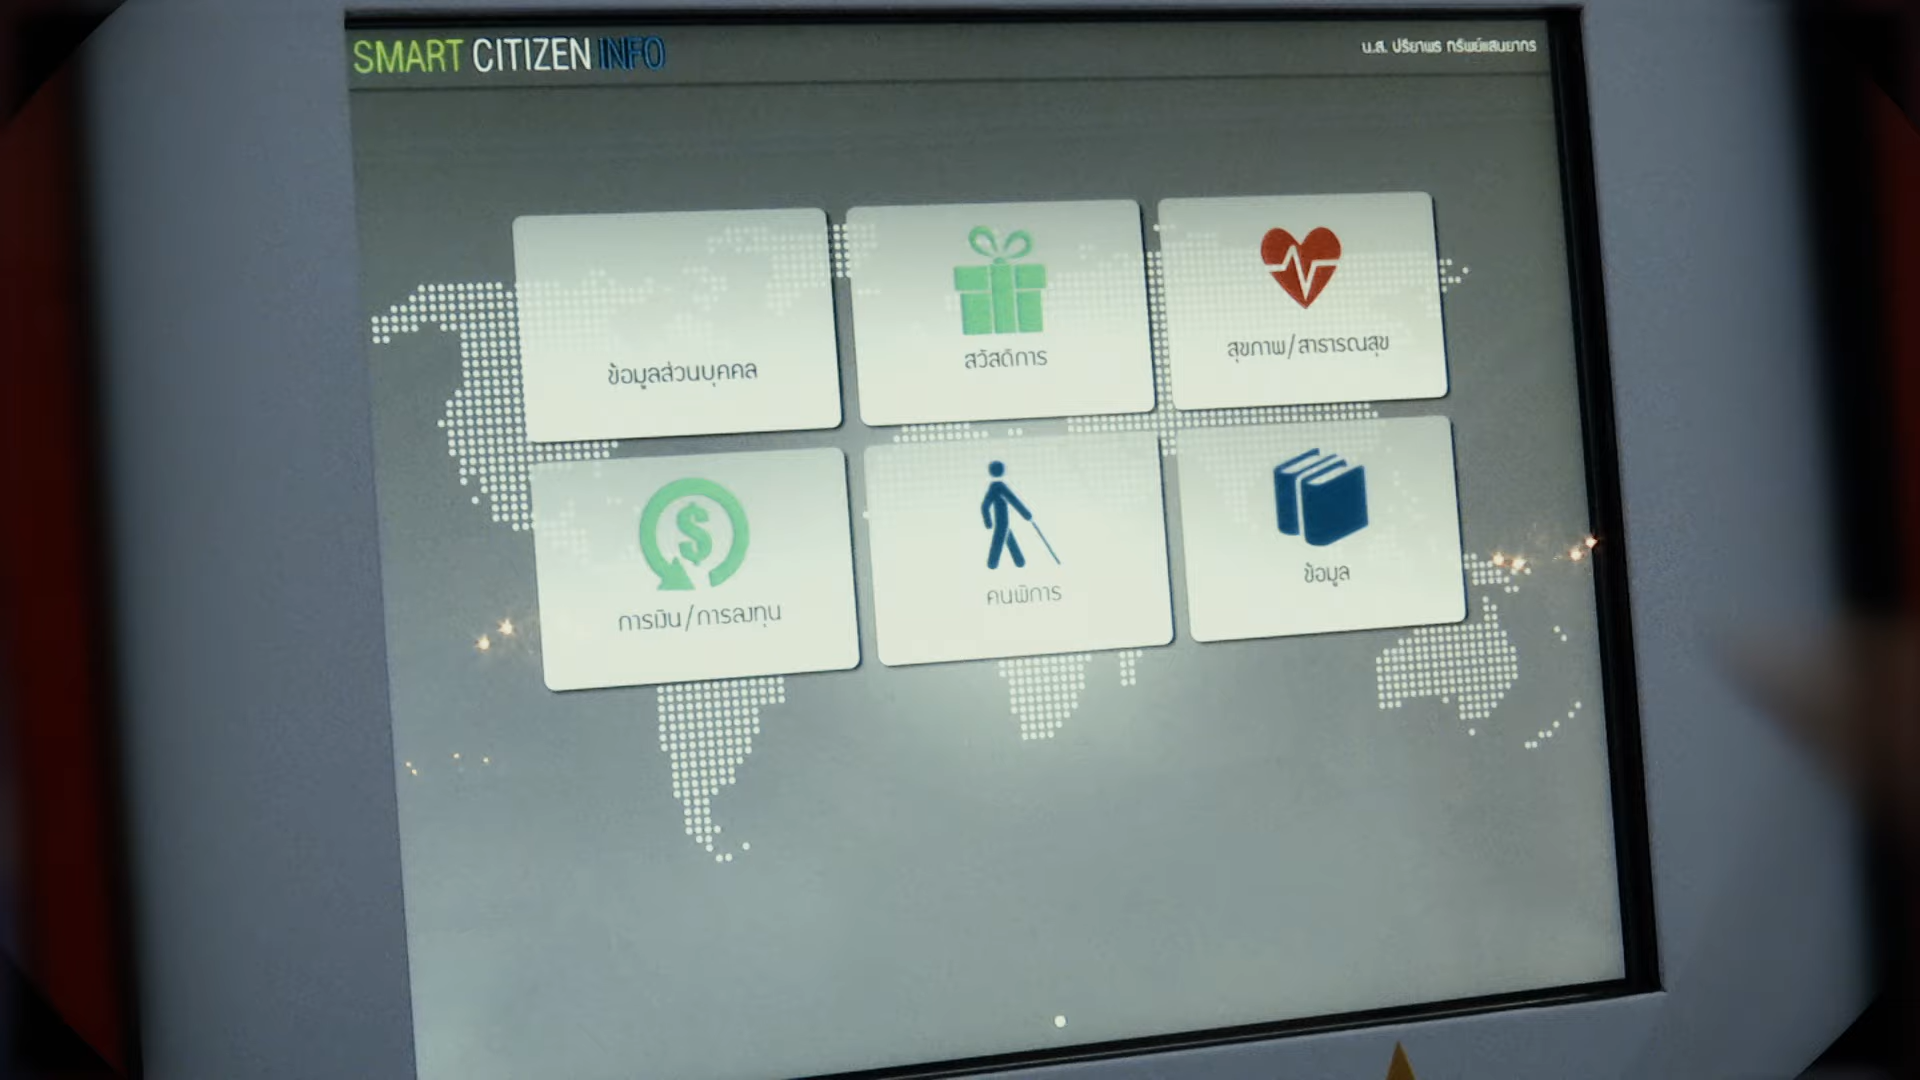 SMART CITIZEN INFO
น.ส. ปริยาพร ทรัพย์แสนยากร
ข้อมูลส่วนบุคคล
สวัสดิการ
สุขภาพ/สาธารณสุข
การเงิน/การลงทุน
คนพิการ
ข้อมูล